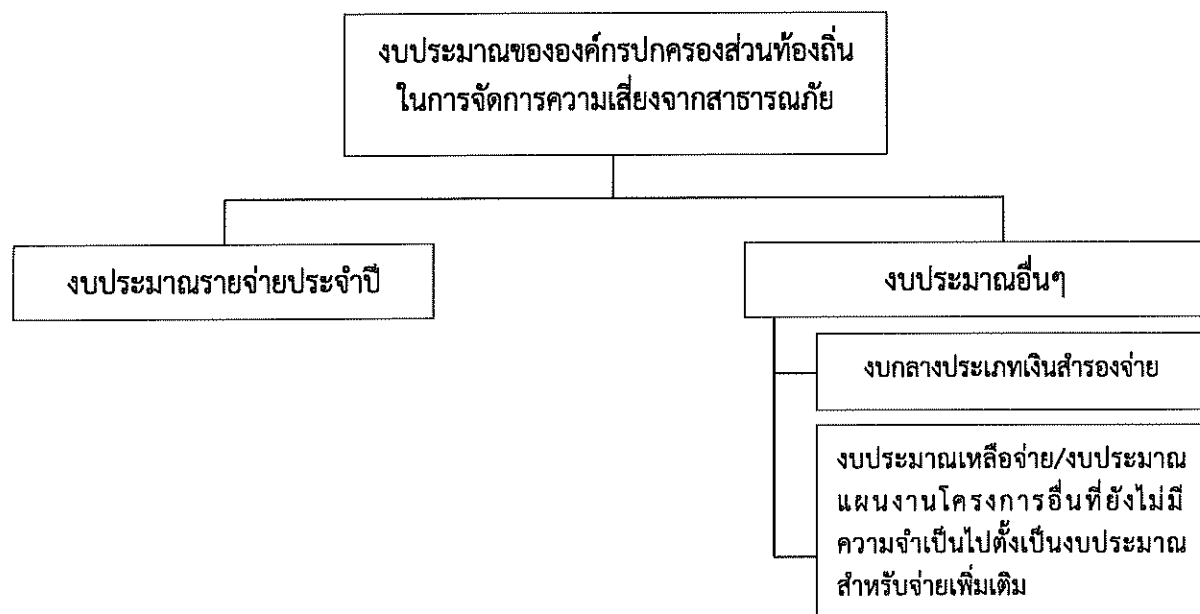 งบประมาณขององค์กรปกครองส่วนท้องถิ่น
ในการจัดการความเสี่ยงจากสาธารณภัย
งบประมาณรายจ่ายประจำปี
งบประมาณอื่นๆ
งบกลางประเภทเงินสำรองจ่าย
งบประมาณเหลือจ่าย/งบประมาณ
แผนงานโครงการอื่นที่ยังไม่มี
ความจำเป็นไปตั้งเป็นงบประมาณ
สำหรับจ่ายเพิ่มเติม